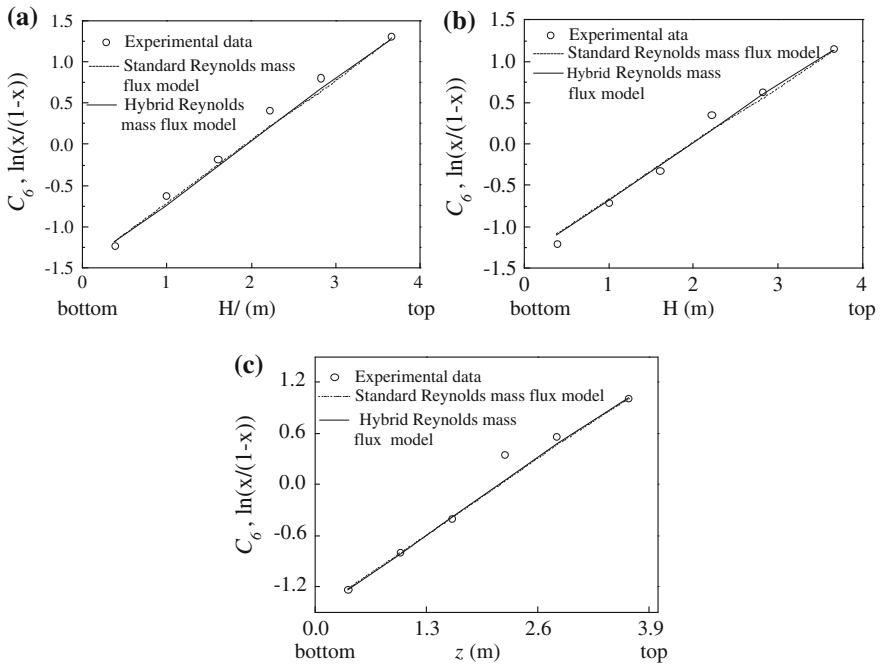 (a)
1.5
1.0
0.5
0.0
-0.5
-1.0
-1.5
C6 , ln(x/(1-x))
Experimental data
Standard Reynolds mass
flux model
Hybrid Reynolds
mass flux model
0 1 2 3 4
bottom H/ (m) top
(b)
1.5
1.0
0.5
0.0
-0.5
-1.0
-1.5
C6 , ln(x/(1-x))
Experimental ata
Standard Reynolds mass flux model
Hybrid Reynolds mass
flux model
0 1 2 3 4
bottom H (m) top
(c)
1.2
0.6
0.0
-0.6
-1.2
C6 , ln(x/(1-x))
Experimental data
Standard Reynolds mass flux model
Hybrid Reynolds mass
flux model
0.0 1.3 2.6 3.9
bottom z (m) top